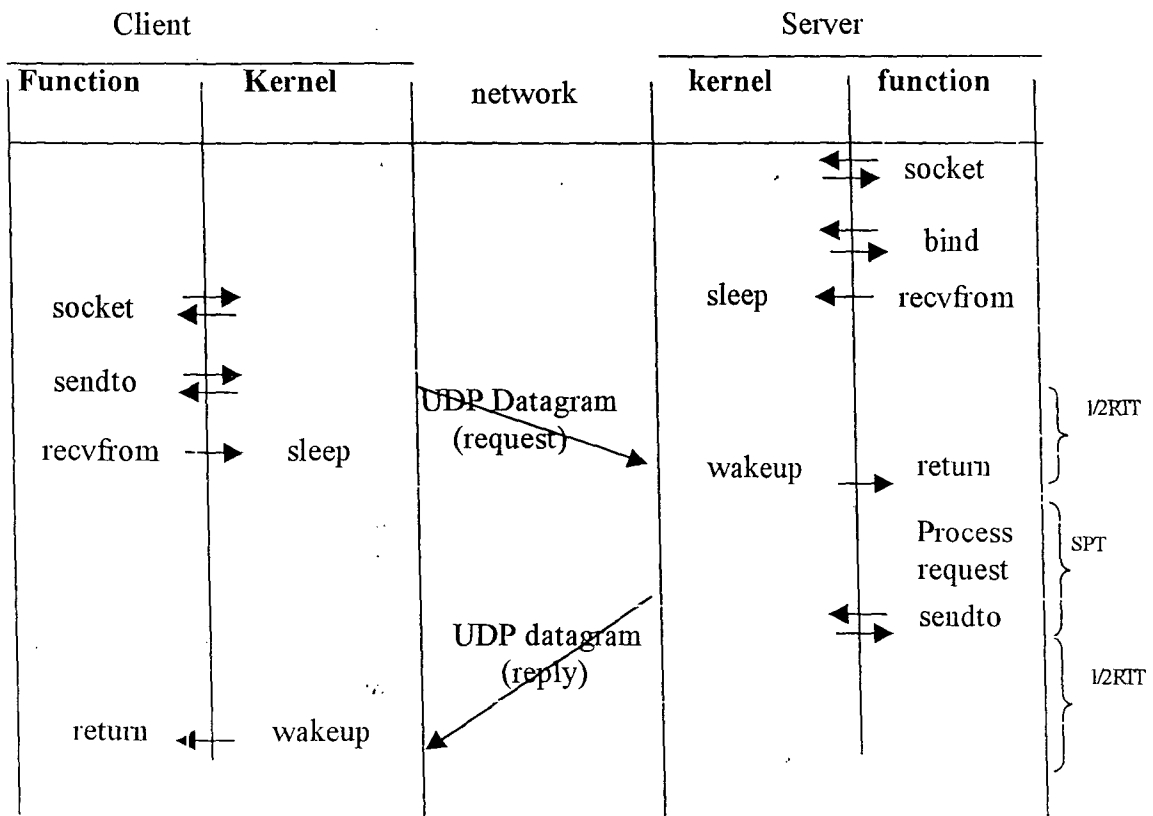 Client
Server
Function
Kernel
network
kernel
function
socket
bind
sleep
recvfrom
socket
sendto
UDP Datagram
(request)
1/2RTT
recvfrom
sleep
wakeup
return
Process
request
SPT
sendto
UDP datagram
(reply)
1/2RTT
return
wakeup